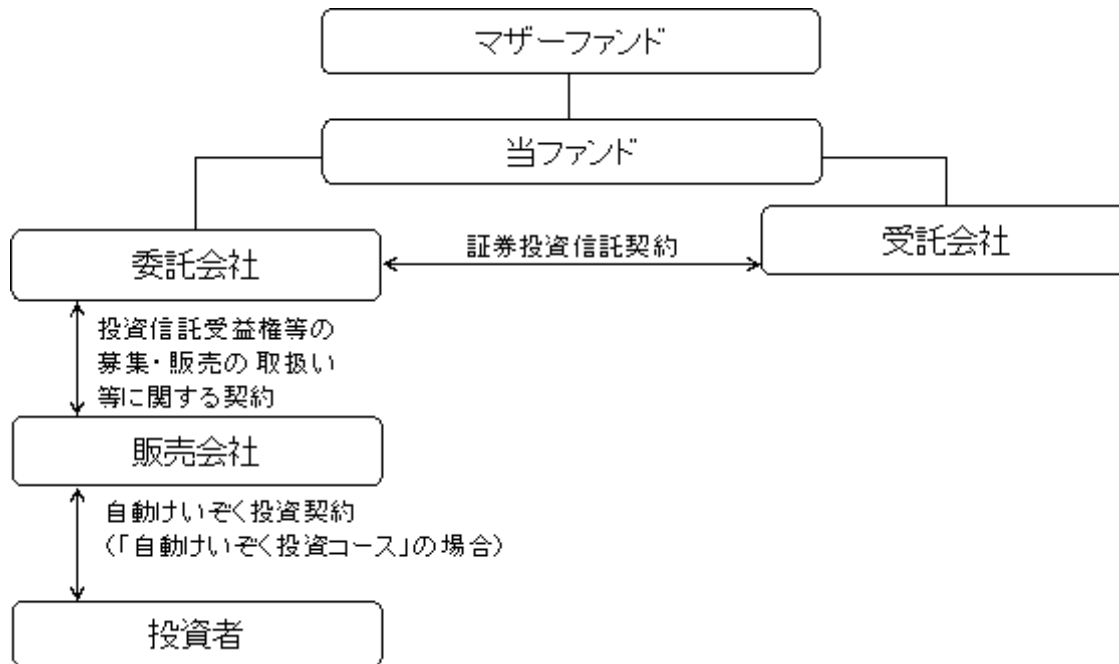 マザーファンド
当ファンド
委託会社
証券投資信託契約
受託会社
投資信託受益権等の
募集・販売の取扱い
等に関する契約
販売会社
自動けいぞく投資契約
(「自動けいぞく投資コース」の場合)
投資者